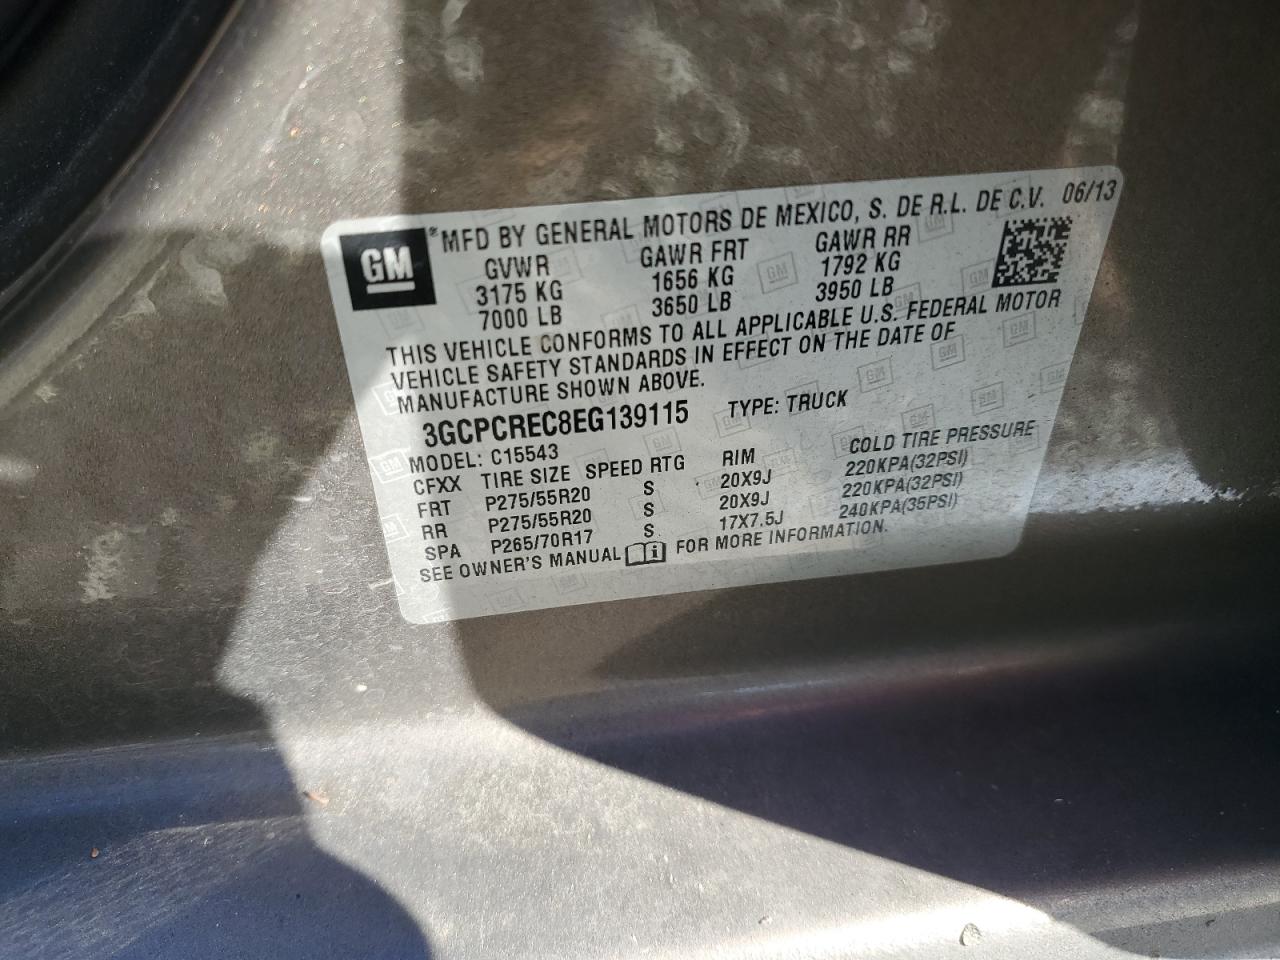 GM
*MFD BY GENERAL MOTORS DE MEXICO, S. DE R.L. DE C.V. 06/13
GVWR GAWR FRT GAWR RR
3175 KG 1656 KG 1792 KG
7000 LB 3650 LB 3950 LB
THIS VEHICLE CONFORMS TO ALL APPLICABLE U.S. FEDERAL MOTOR
VEHICLE SAFETY STANDARDS IN EFFECT ON THE DATE OF
MANUFACTURE SHOWN ABOVE.
3GCPCREC8EG139115 TYPE: TRUCK
MODEL: C15543
CFXX TIRE SIZE SPEED RTG RIM COLD TIRE PRESSURE
FRT P275/55R20 S 20X9J 220KPA(32PSI)
RR P275/55R20 S 20X9J 220KPA(32PSI)
SPA P265/70R17 S 17X7.5J 240KPA(35PSI)
SEE OWNER'S MANUAL FOR MORE INFORMATION.